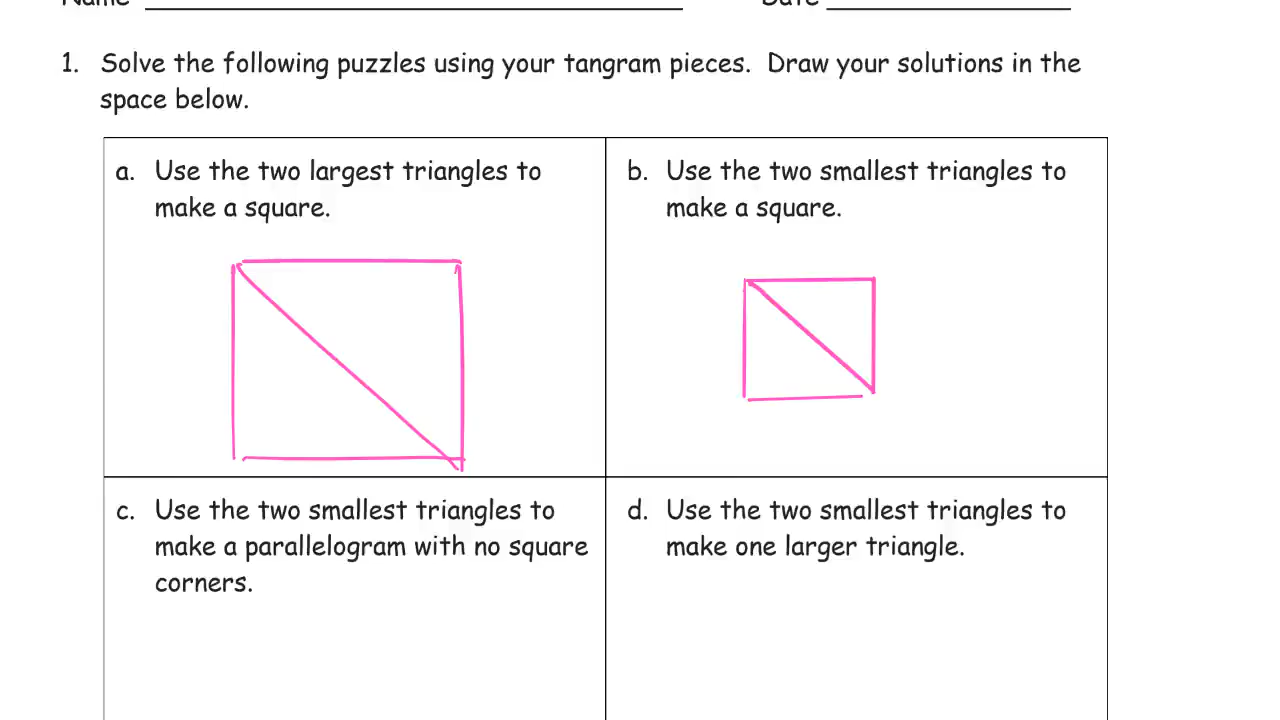 Name Date
1. Solve the following puzzles using your tangram pieces. Draw your solutions in the
space below.
a. Use the two largest triangles to
make a square.
b. Use the two smallest triangles to
make a square.
c. Use the two smallest triangles to
make a parallelogram with no square
corners.
d. Use the two smallest triangles to
make one larger triangle.